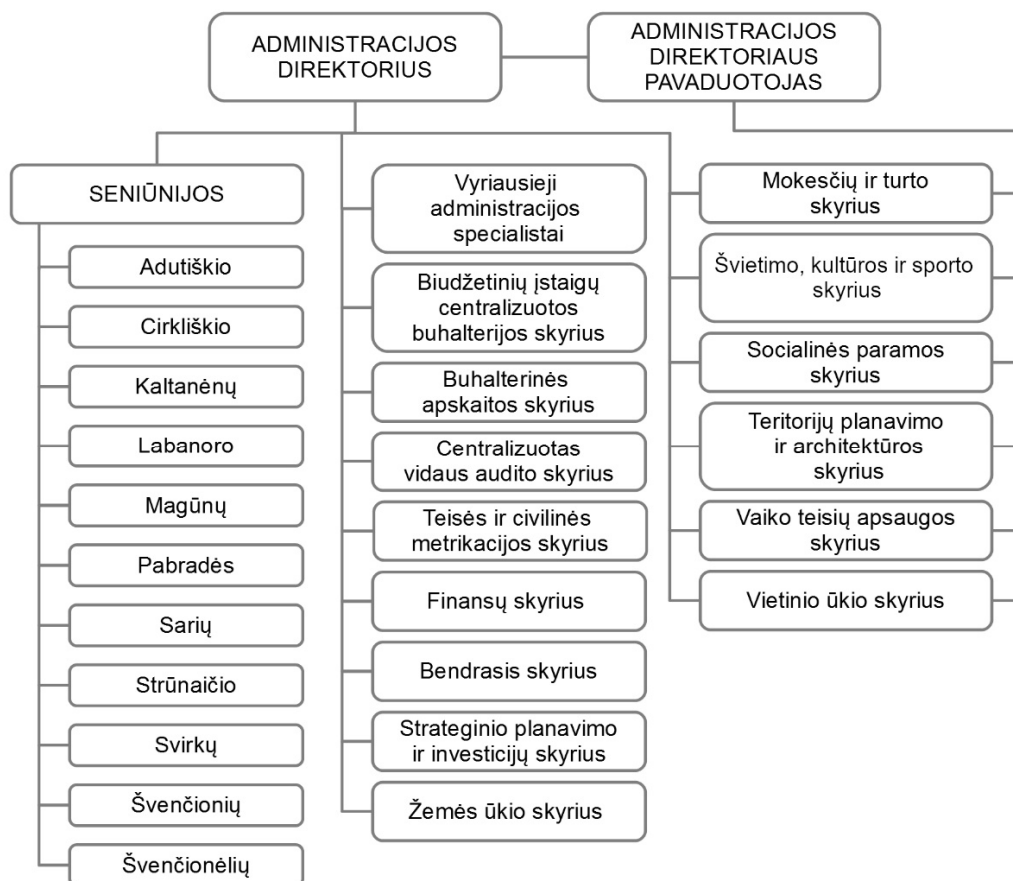 ADMINISTRACIJOS
DIREKTORIUS
ADMINISTRACIJOS
DIREKTORIAUS
PAVADUOTOJAS
SENIŪNIJOS
Adutiškio
Cirkliškio
Kaltanėnų
Labanoro
Magūnų
Pabradės
Sarių
Strūnaičio
Svirkų
Švenčionių
Švenčionėlių
Vyriausieji
administracijos
specialistai
Biudžetinių įstaigų
centralizuotos
buhalterijos skyrius
Buhalterinės
apskaitos skyrius
Centralizuotas
vidaus audito skyrius
Teisės ir civilinės
metrikacijos skyrius
Finansų skyrius
Bendrasis skyrius
Strateginio planavimo
ir investicijų skyrius
Žemės ūkio skyrius
Mokesčių ir turto
skyrius
Švietimo, kultūros ir sporto
skyrius
Socialinės paramos
skyrius
Teritorijų planavimo
ir architektūros
skyrius
Vaiko teisių apsaugos
skyrius
Vietinio ūkio skyrius